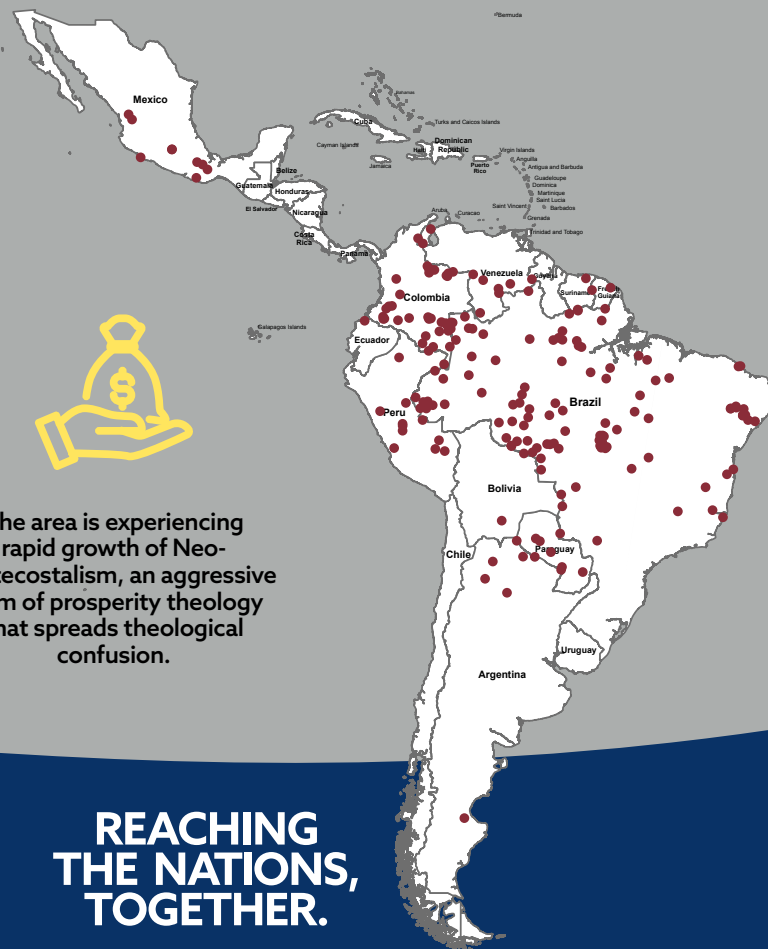 Bermuda
Mexico
Bahamas
Cuba
Turks and Caicos Islands
Cayman Islands
Haiti
Dominican
Republic
Jamaica
Puerto
Rico
Virgin Islands
Anguilla
Antigua and Barbuda
Guadeloupe
Dominica
Martinique
Saint Lucia
Saint Vincent
Barbados
Grenada
Trinidad and Tobago
Aruba
Curacao
Belize
Guatemala
Honduras
El Salvador
Nicaragua
Costa
Rica
Panama
Venezuela
Guyana
Suriname
French
Guiana
Colombia
Galapagos Islands
Ecuador
$
Peru
Brazil
Bolivia
Chile
Paraguay
Uruguay
Argentina
he area is experiencing
rapid growth of Neo-
tecostalism, an aggressive
m of prosperity theology
hat spreads theological
confusion.
REACHING
THE NATIONS,
TOGETHER.